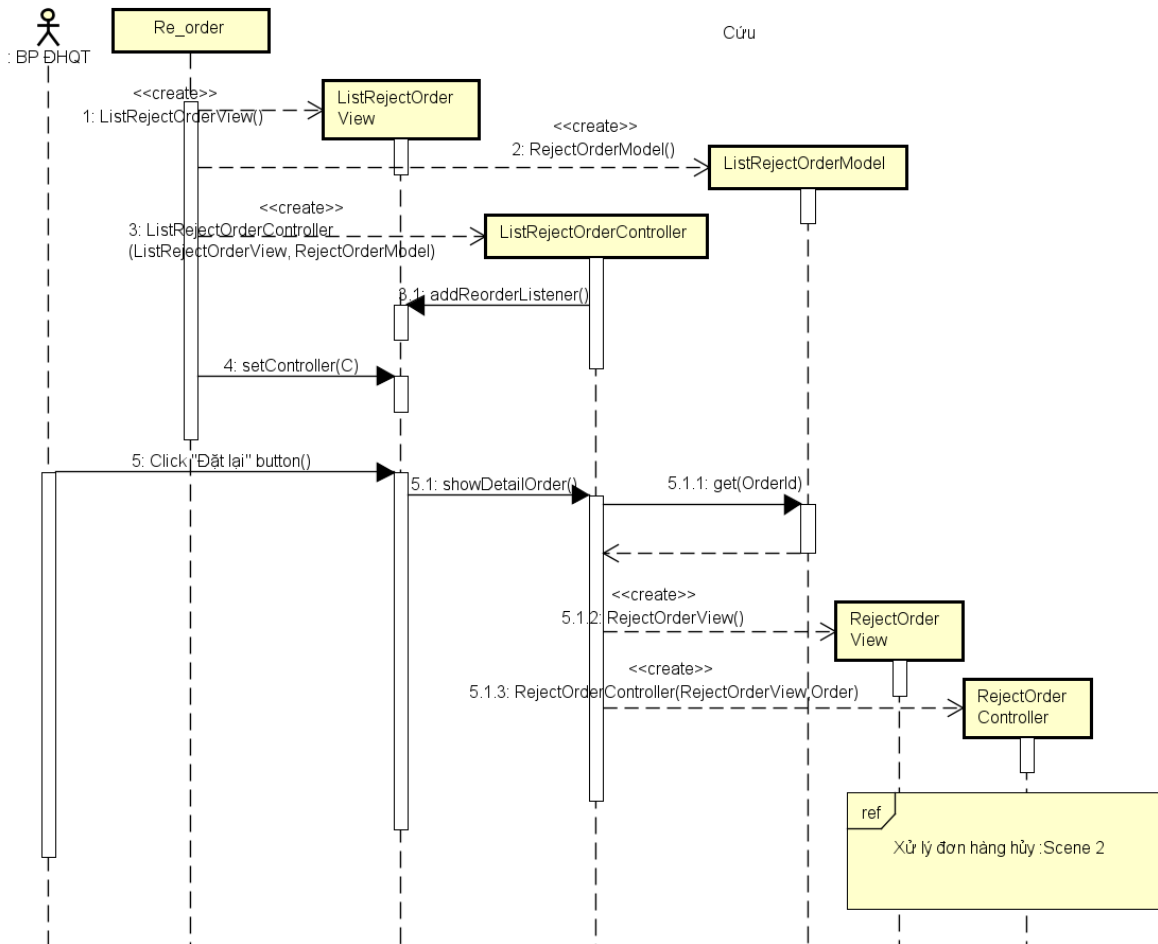 Re_order
Cứu
: BP ĐHQT
<<create>>
1: ListRejectOrderView()
ListRejectOrder
View
<<create>>
2: RejectOrderModel()
ListRejectOrderModel
<<create>>
3: ListRejectOrderController
(ListRejectOrderView, RejectOrderModel)
ListRejectOrderController
3.1: addReorderListener()
4: setController(C)
5: Click "Đặt lại" button()
5.1: showDetailOrder()
5.1.1: get(OrderId)
<<create>>
5.1.2: RejectOrderView()
RejectOrder
View
<<create>>
5.1.3: RejectOrderController(RejectOrderView,Order)
RejectOrder
Controller
ref
Xử lý đơn hàng hủy :Scene 2